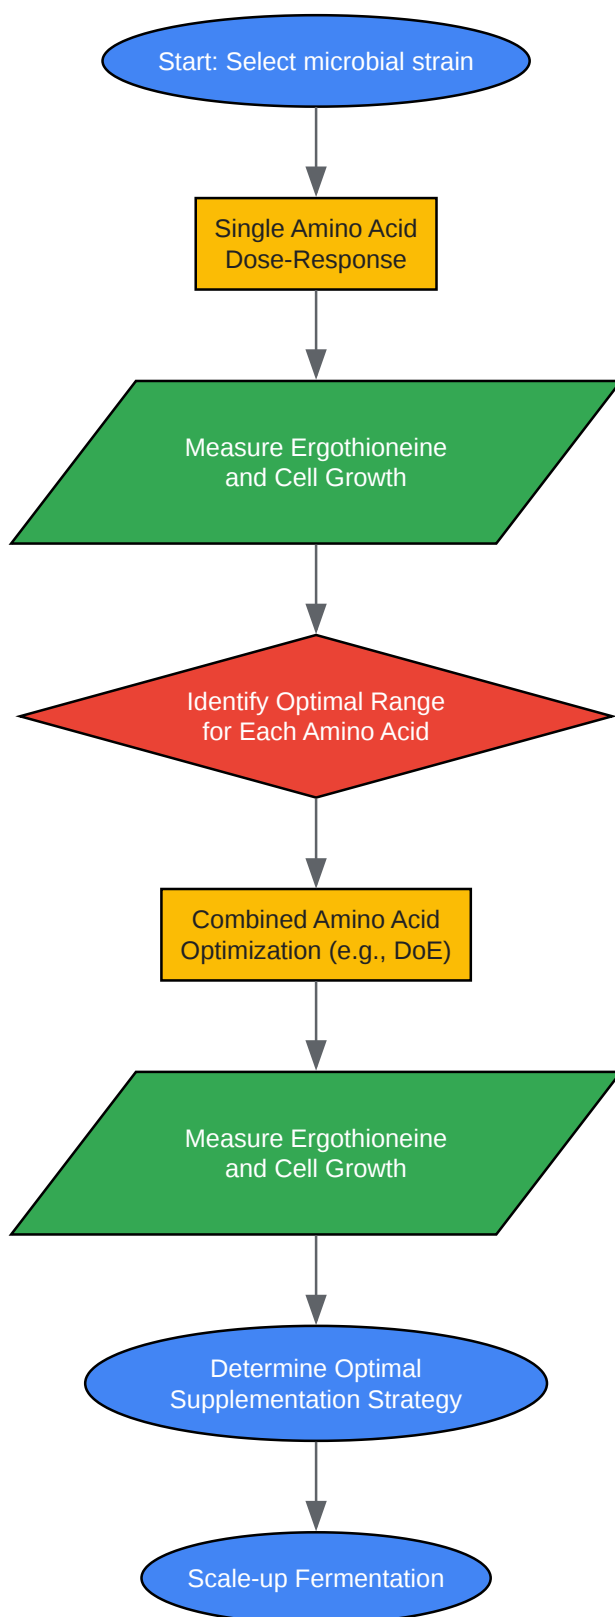 Start: Select microbial strain
Single Amino Acid
Dose-Response
Measure Ergothioneine
and Cell Growth
Identify Optimal Range
for Each Amino Acid
Combined Amino Acid
Optimization (e.g., DoE)
Measure Ergothioneine
and Cell Growth
Determine Optimal
Supplementation Strategy
Scale-up Fermentation